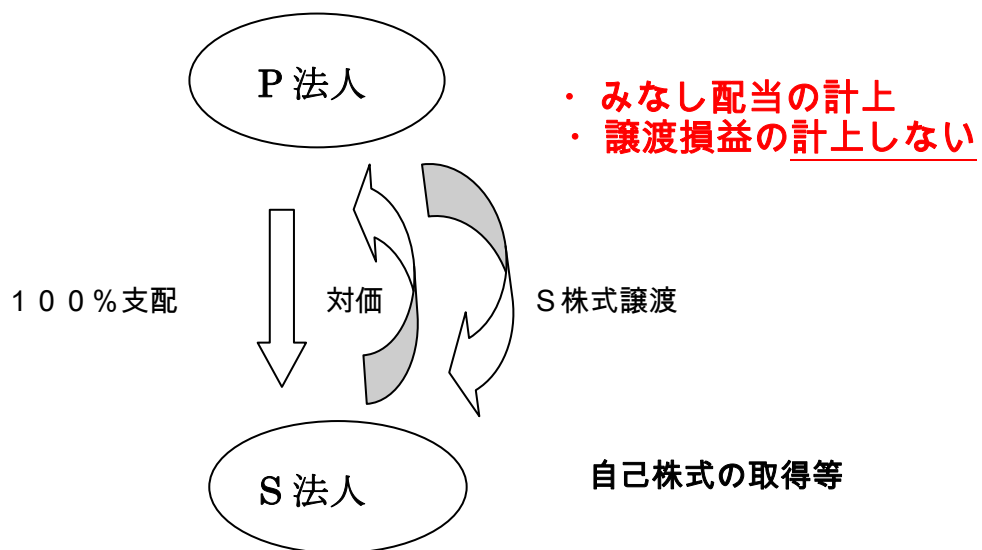 P 法人
・ みなし配当の計上
・ 譲渡損益の計上しない
１００％支配
対価
Ｓ株式譲渡
S 法人
自己株式の取得等